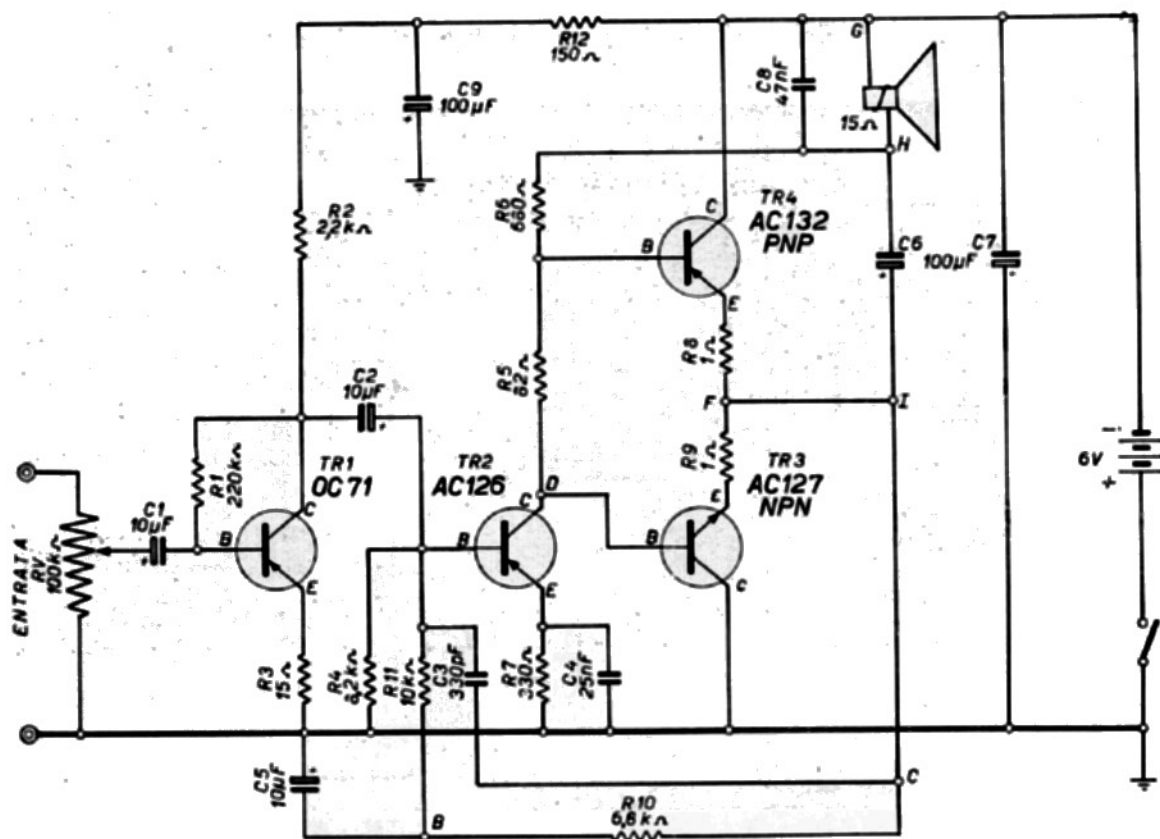 R12
150Ω
G
C8
47nF
C9
100µF
+
15Ω
H
R2
2,2kΩ
R6
680Ω
TR4
AC132
PNP
C
B
E
C6
+
C7
100µF
R8
1Ω
R5
82Ω
C2
10µF
+
F
I
R9
1Ω
-
6V
+
R1
220kΩ
TR1
OC71
TR2
AC126
D
TR3
AC127
NPN
C1
10µF
+
C
C
E
B
B
B
ENTRATA
RV
100kΩ
E
E
C
R3
15Ω
R4
8,2kΩ
R11
10kΩ
C3
330pF
R7
330Ω
C4
25nF
C5
10µF
+
C
B
R10
6,8kΩ